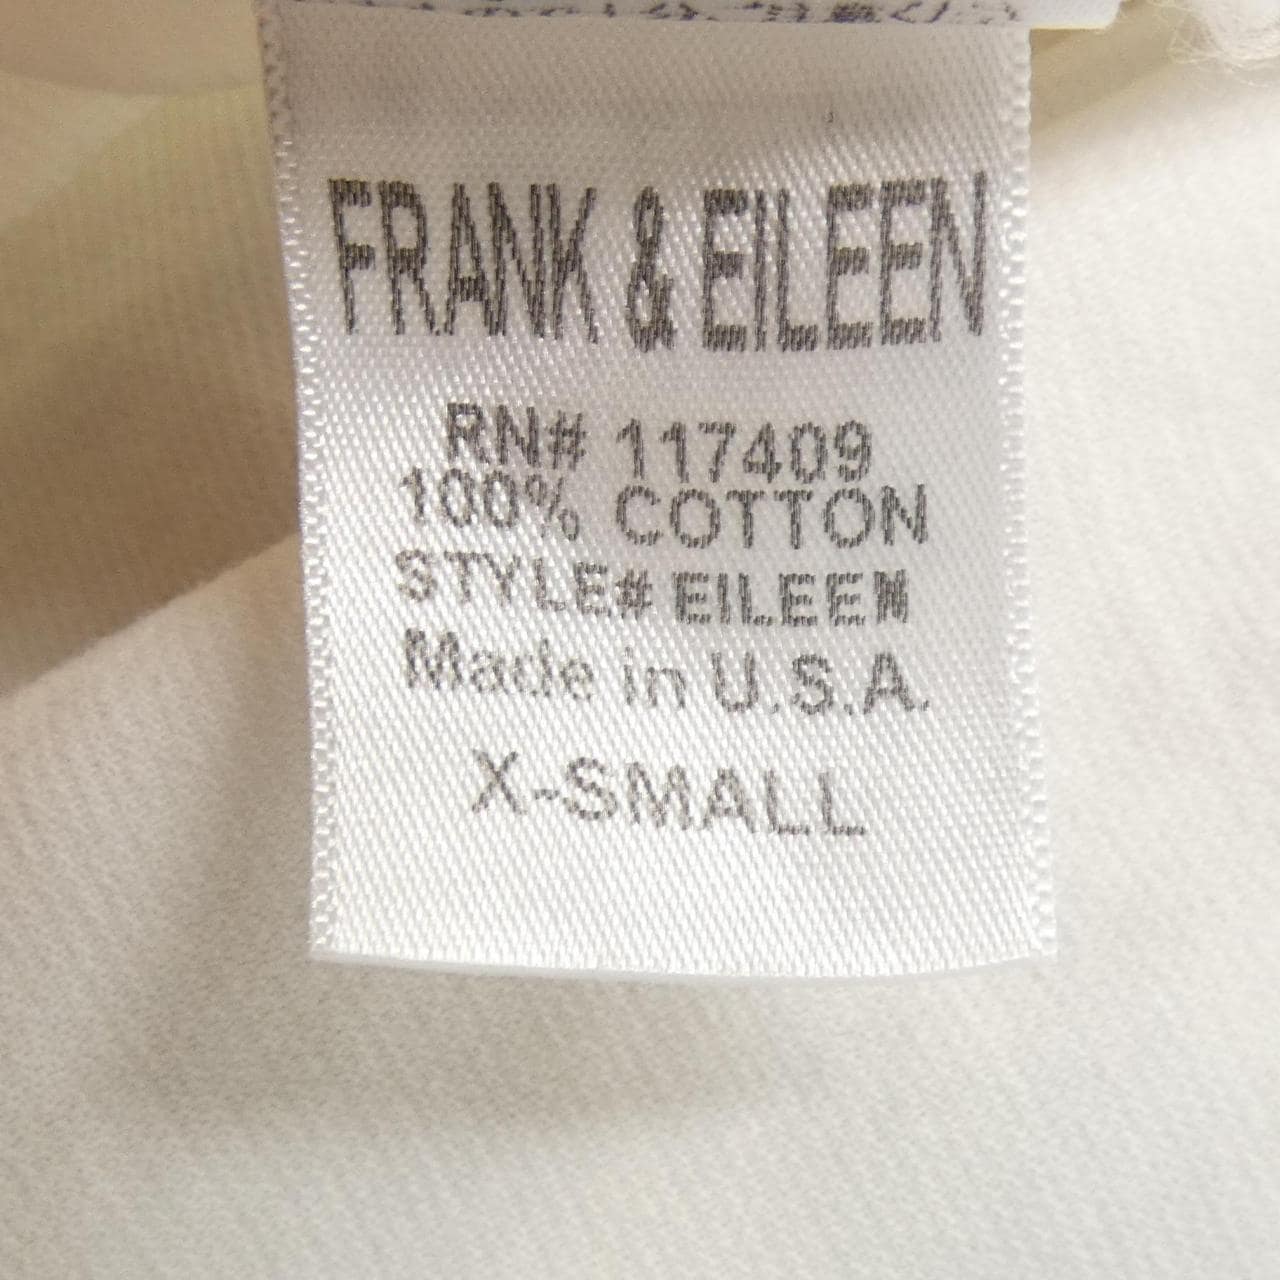 FRANK & EILEEN
RN# 117409
100% COTTON
STYLE# EILEEN
Made in U.S.A.
X-SMALL